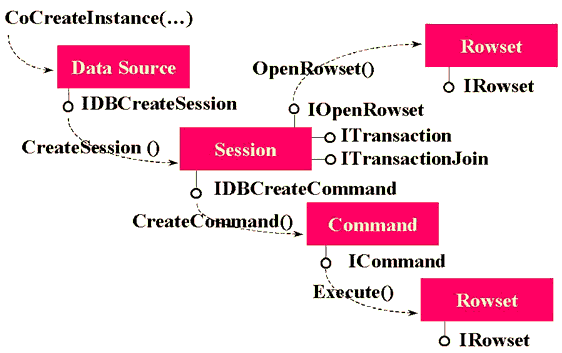 CoCreateInstance(...)
Data Source
IDBCreateSession
CreateSession ()
OpenRowset()
Rowset
IRowset
IOpenRowset
ITransaction
ITransactionJoin
Session
IDBCreateCommand
CreateCommand()
Command
ICommand
Execute()
Rowset
IRowset